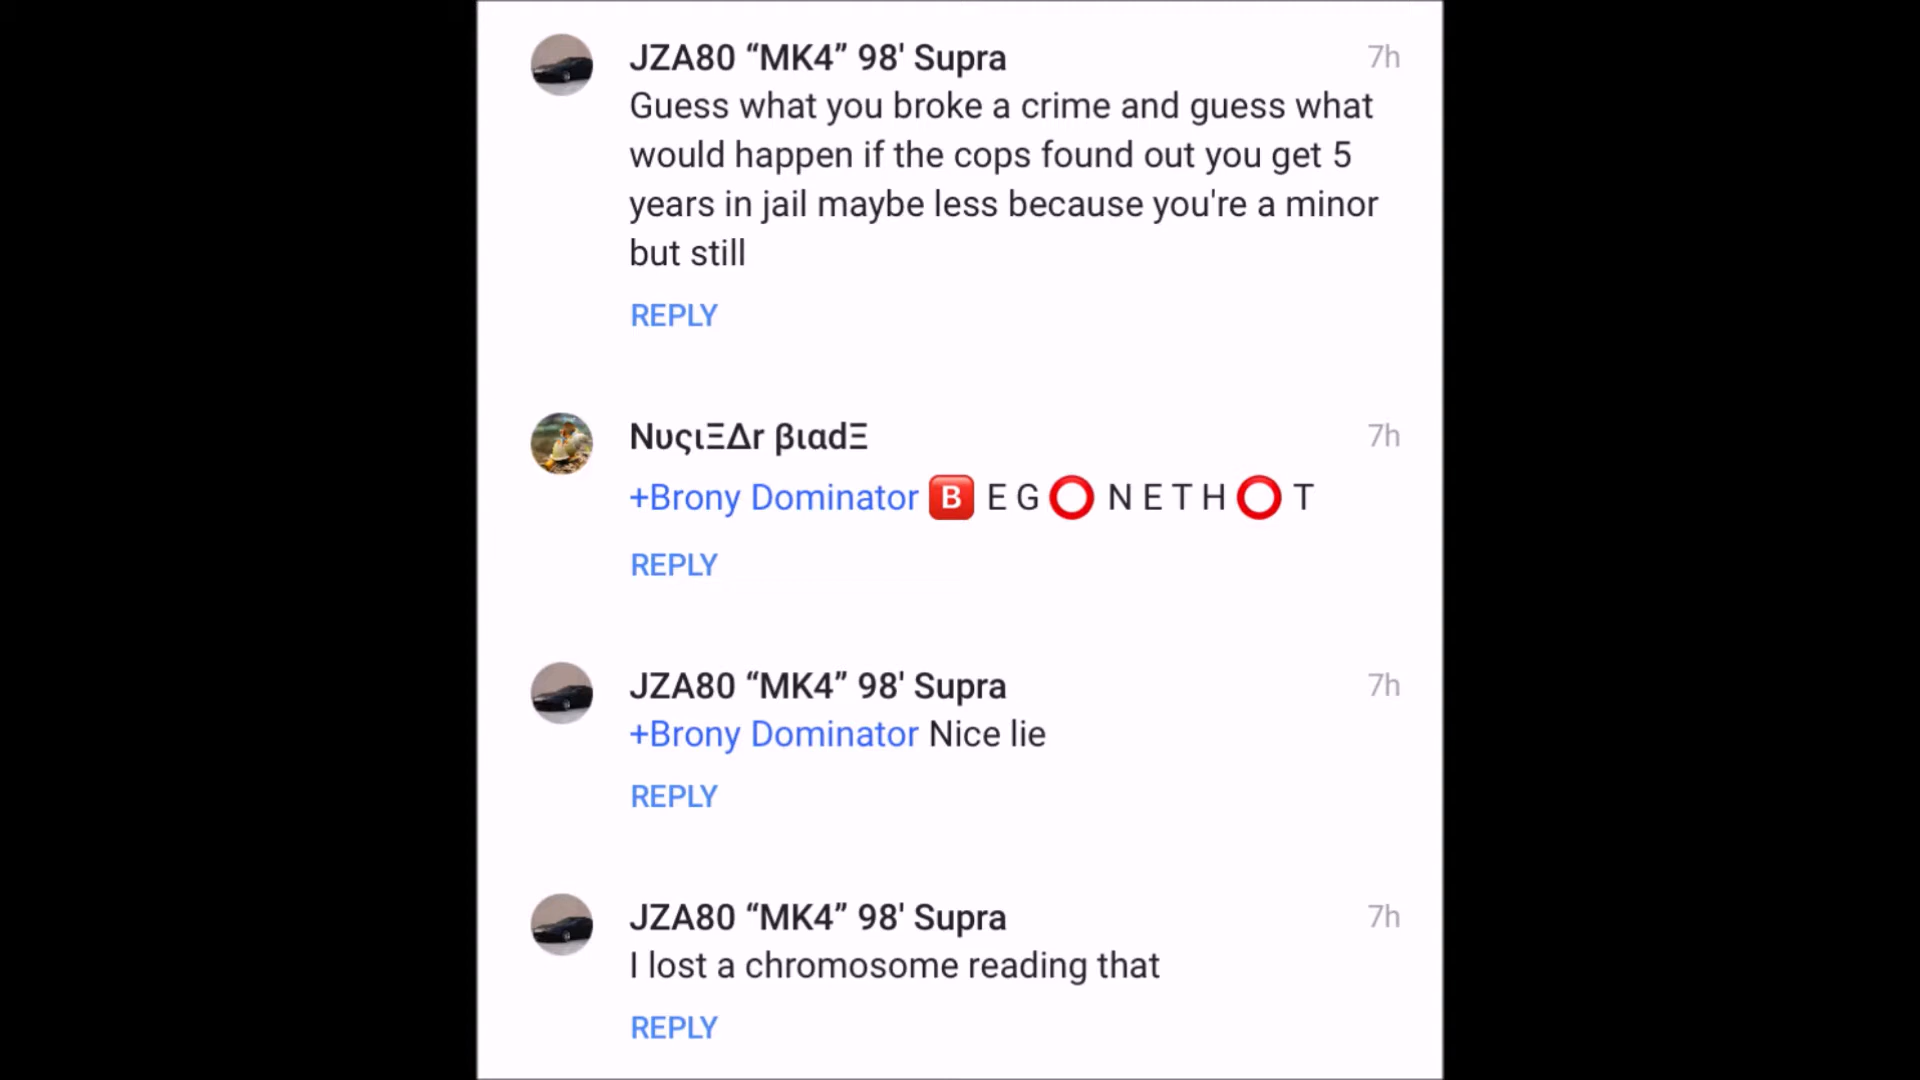 JZA80 “MK4” 98' Supra 7h
Guess what you broke a crime and guess what
would happen if the cops found out you get 5
years in jail maybe less because you're a minor
but still
REPLY
NυςιΞΔr βιαdΞ 7h
+Brony Dominator 🅱 E G ⭕ N E T H ⭕ T
REPLY
JZA80 “MK4” 98' Supra 7h
+Brony Dominator Nice lie
REPLY
JZA80 “MK4” 98' Supra 7h
I lost a chromosome reading that
REPLY